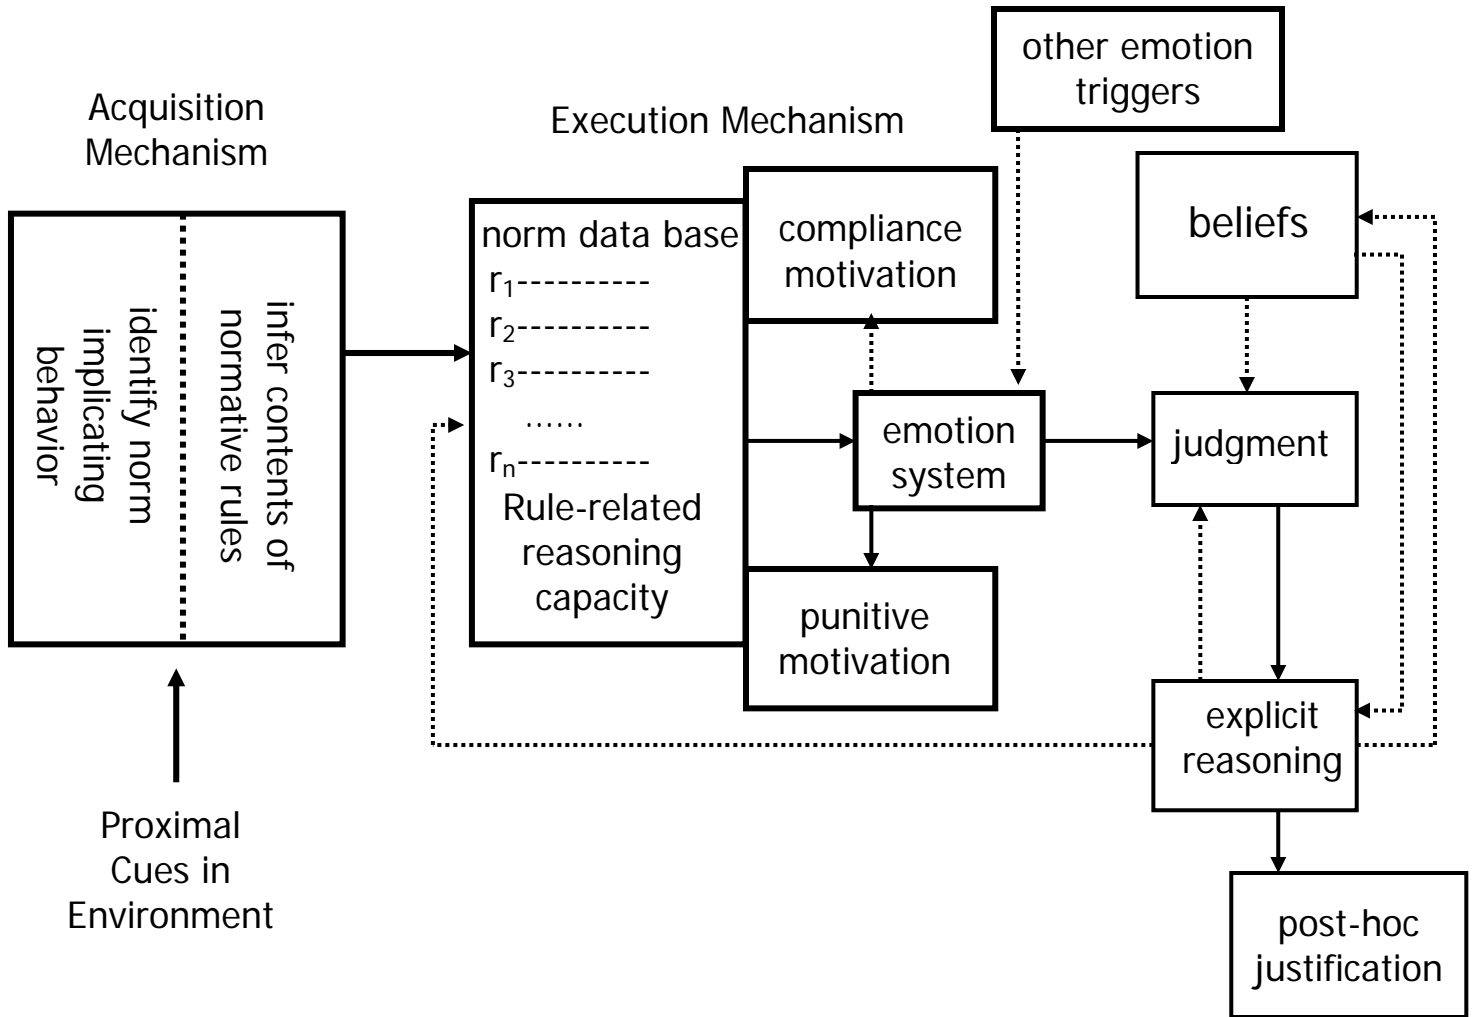 other emotion
triggers
Acquisition
Mechanism
Execution Mechanism
identify norm
implicating
behavior
infer contents of
normative rules
norm data base
r₁----------
r₂----------
r₃----------
......
rₙ----------
Rule-related
reasoning
capacity
compliance
motivation
emotion
system
punitive
motivation
beliefs
judgment
explicit
reasoning
post-hoc
justification
Proximal
Cues in
Environment